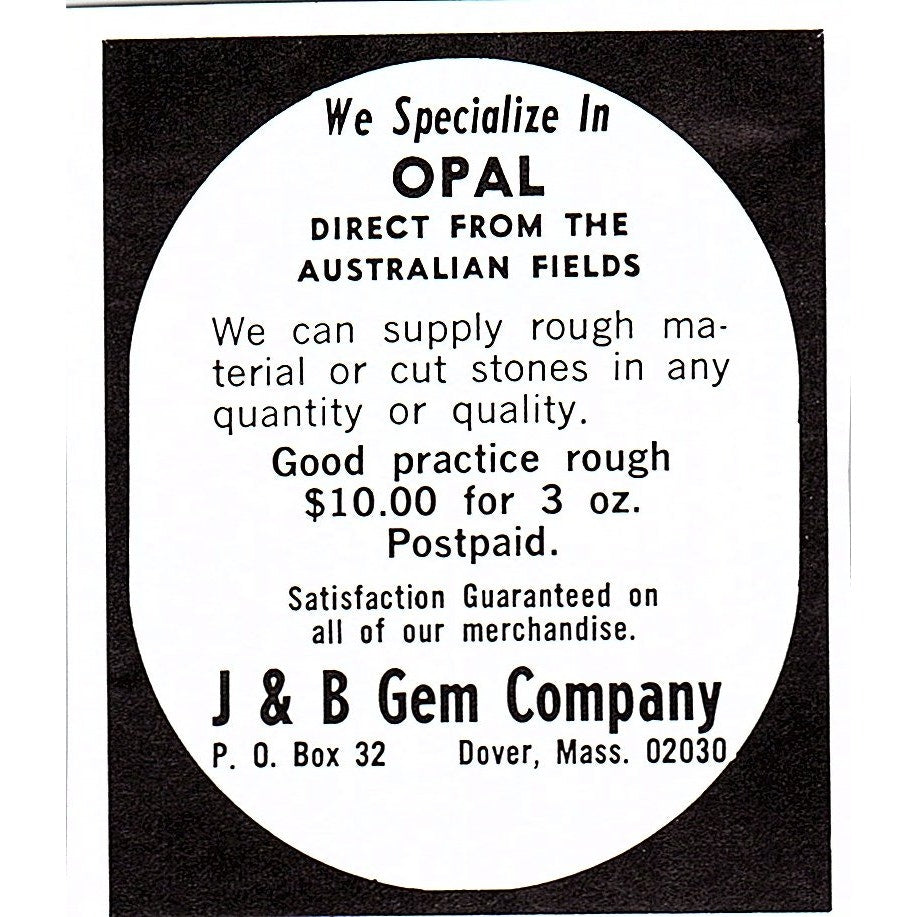 We Specialize In
OPAL
DIRECT FROM THE
AUSTRALIAN FIELDS
We can supply rough ma-
terial or cut stones in any
quantity or quality.
Good practice rough
$10.00 for 3 oz.
Postpaid.
Satisfaction Guaranteed on
all of our merchandise.
J & B Gem Company
P. O. Box 32 Dover, Mass. 02030